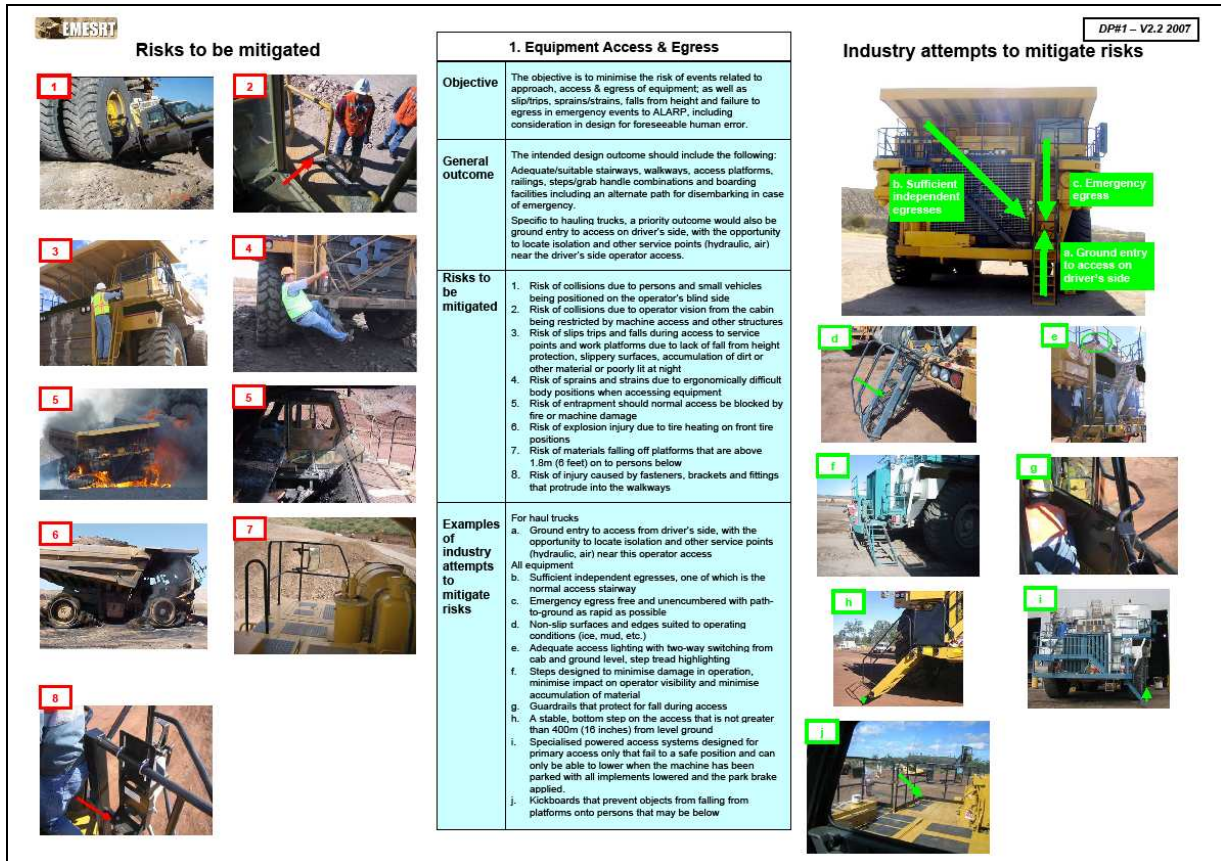 EMESRT
DP#1 – V2.2 2007
Risks to be mitigated
1
2
3
4
5
5
6
7
8
1. Equipment Access & Egress
Objective
The objective is to minimise the risk of events related to
approach, access & egress of equipment; as well as
slip/trips, sprains/strains, falls from height and failure to
egress in emergency events to ALARP, including
consideration in design for foreseeable human error.
General
outcome
The intended design outcome should include the following:
Adequate/suitable stairways, walkways, access platforms,
railings, steps/grab handle combinations and boarding
facilities including an alternate path for disembarking in case
of emergency.
Specific to hauling trucks, a priority outcome would also be
ground entry to access on driver's side, with the opportunity
to locate isolation and other service points (hydraulic, air)
near the driver's side operator access.
Risks to
be
mitigated
1. Risk of collisions due to persons and small vehicles
being positioned on the operator's blind side
2. Risk of collisions due to operator vision from the cabin
being restricted by machine access and other structures
3. Risk of slips trips and falls during access to service
points and work platforms due to lack of fall from height
protection, slippery surfaces, accumulation of dirt or
other material or poorly lit at night
4. Risk of sprains and strains due to ergonomically difficult
body positions when accessing equipment
5. Risk of entrapment should normal access be blocked by
fire or machine damage
6. Risk of explosion injury due to tire heating on front tire
positions
7. Risk of materials falling off platforms that are above
1.8m (6 feet) on to persons below
8. Risk of injury caused by fasteners, brackets and fittings
that protrude into the walkways
Examples
of
industry
attempts
to
mitigate
risks
For haul trucks
a. Ground entry to access from driver's side, with the
opportunity to locate isolation and other service points
(hydraulic, air) near this operator access
All equipment
b. Sufficient independent egresses, one of which is the
normal access stairway
c. Emergency egress free and unencumbered with path-
to-ground as rapid as possible
d. Non-slip surfaces and edges suited to operating
conditions (ice, mud, etc.)
e. Adequate access lighting with two-way switching from
cab and ground level, step tread highlighting
f. Steps designed to minimise damage in operation,
minimise impact on operator visibility and minimise
accumulation of material
g. Guardrails that protect for fall during access
h. A stable, bottom step on the access that is not greater
than 400m (16 inches) from level ground
i. Specialised powered access systems designed for
primary access only that fail to a safe position and can
only be able to lower when the machine has been
parked with all implements lowered and the park brake
applied.
j. Kickboards that prevent objects from falling from
platforms onto persons that may be below
Industry attempts to mitigate risks
b. Sufficient
independent
egresses
c. Emergency
egress
a. Ground entry
to access on
driver's side
d
e
f
g
h
i
j